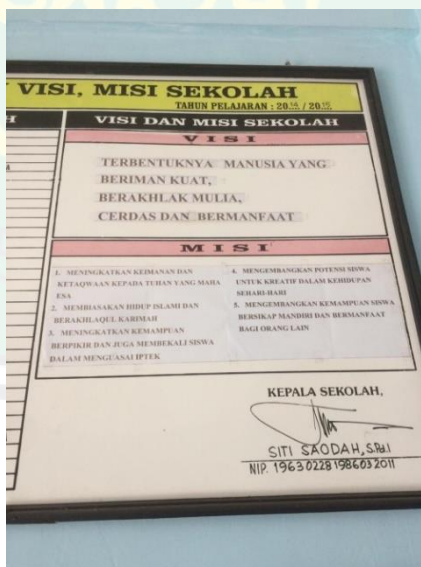 VISI, MISI SEKOLAH
TAHUN PELAJARAN : 20 / 20
VISI DAN MISI SEKOLAH
VISI
TERBENTUKNYA MANUSIA YANG
BERIMAN KUAT,
BERAKHLAK MULIA,
CERDAS DAN BERMANFAAT
MISI
1. MENINGKATKAN KEIMANAN DAN
KETAQWAAN KEPADA TUHAN YANG MAHA
ESA
2. MEMBIASAKAN HIDUP ISLAMI DAN
BERAKHLAQUL KARIMAH
3. MENINGKATKAN KEMAMPUAN
BERPIKIR DAN JUGA MEMBEKALI SISWA
DALAM MENGUASAI IPTEK
4. MENGEMBANGKAN POTENSI SISWA
UNTUK KREATIF DALAM KEHIDUPAN
SEHARI-HARI
5. MENGEMBANGKAN KEMAMPUAN SISWA
BERSIKAP MANDIRI DAN BERMANFAAT
BAGI ORANG LAIN
KEPALA SEKOLAH,
SITI SAODAH, S.Pd.I
NIP. 196302281986032011